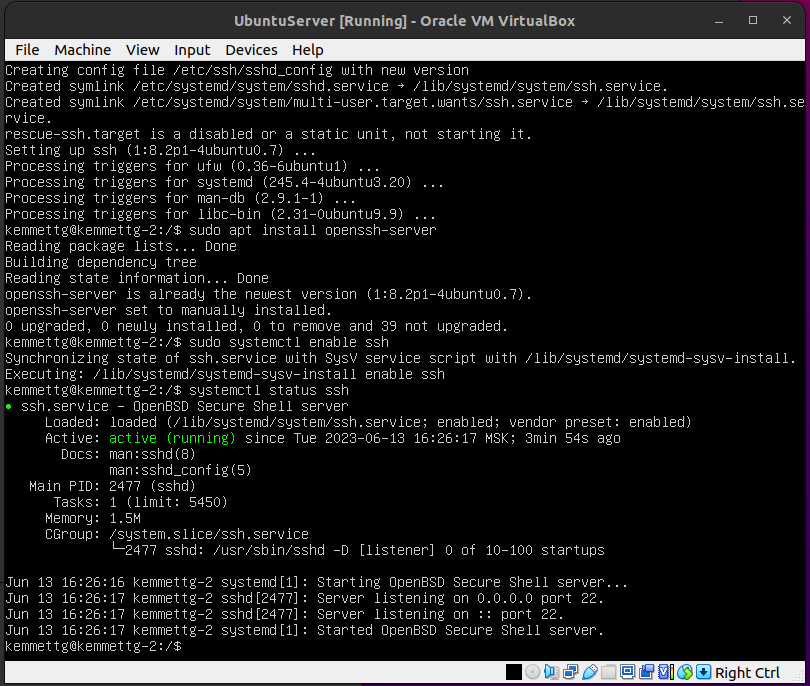 UbuntuServer [Running] - Oracle VM VirtualBox
File Machine View Input Devices Help
Creating config file /etc/ssh/sshd_config with new version
Created symlink /etc/systemd/system/sshd.service → /lib/systemd/system/ssh.service.
Created symlink /etc/systemd/system/multi-user.target.wants/ssh.service → /lib/systemd/system/ssh.se
rvice.
rescue-ssh.target is a disabled or a static unit, not starting it.
Setting up ssh (1:8.2p1-4ubuntu0.7) ...
Processing triggers for ufw (0.36-6ubuntu1) ...
Processing triggers for systemd (245.4-4ubuntu3.20) ...
Processing triggers for man-db (2.9.1-1) ...
Processing triggers for libc-bin (2.31-0ubuntu9.9) ...
kemmettg@kemmettg-2:/$ sudo apt install openssh-server
Reading package lists... Done
Building dependency tree
Reading state information... Done
openssh-server is already the newest version (1:8.2p1-4ubuntu0.7).
openssh-server set to manually installed.
0 upgraded, 0 newly installed, 0 to remove and 39 not upgraded.
kemmettg@kemmettg-2:/$ sudo systemctl enable ssh
Synchronizing state of ssh.service with SysV service script with /lib/systemd/systemd-sysv-install.
Executing: /lib/systemd/systemd-sysv-install enable ssh
kemmettg@kemmettg-2:/$ systemctl status ssh
● ssh.service - OpenBSD Secure Shell server
Loaded: loaded (/lib/systemd/system/ssh.service; enabled; vendor preset: enabled)
Active: active (running) since Tue 2023-06-13 16:26:17 MSK; 3min 54s ago
Docs: man:sshd(8)
man:sshd_config(5)
Main PID: 2477 (sshd)
Tasks: 1 (limit: 5450)
Memory: 1.5M
CGroup: /system.slice/ssh.service
└─2477 sshd: /usr/sbin/sshd -D [listener] 0 of 10-100 startups
Jun 13 16:26:16 kemmettg-2 systemd[1]: Starting OpenBSD Secure Shell server...
Jun 13 16:26:17 kemmettg-2 sshd[2477]: Server listening on 0.0.0.0 port 22.
Jun 13 16:26:17 kemmettg-2 sshd[2477]: Server listening on :: port 22.
Jun 13 16:26:17 kemmettg-2 systemd[1]: Started OpenBSD Secure Shell server.
kemmettg@kemmettg-2:/$
Right Ctrl